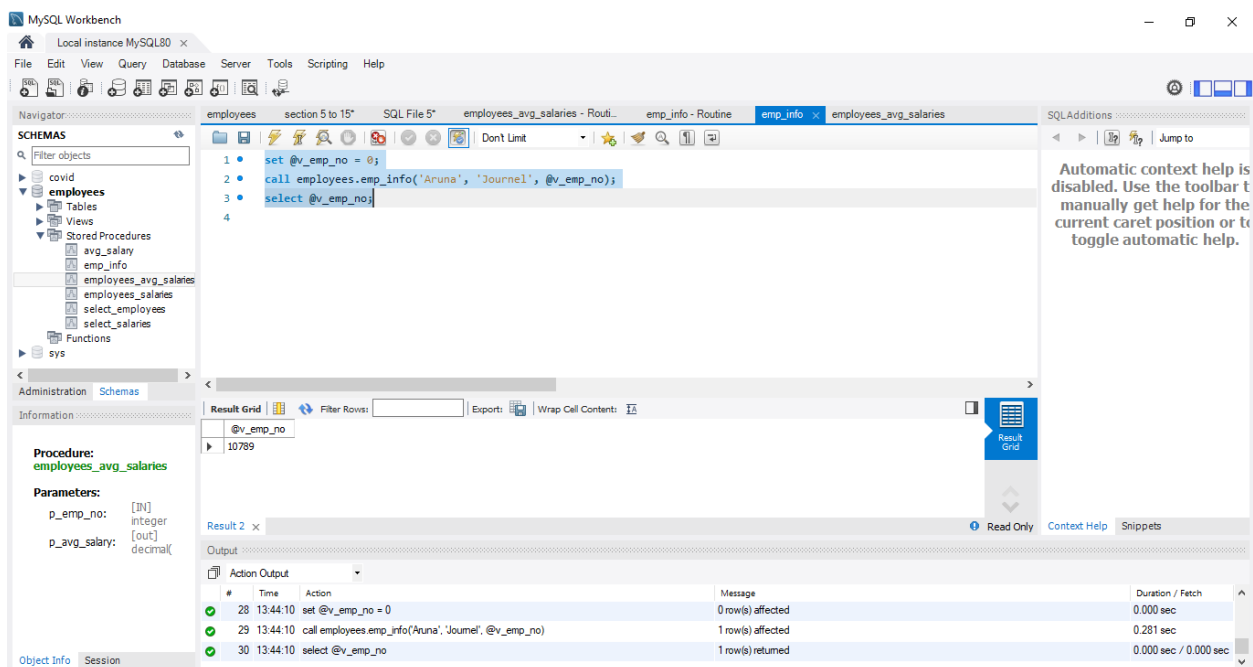 MySQL Workbench
Local instance MySQL80
File Edit View Query Database Server Tools Scripting Help
Navigator
SCHEMAS
Filter objects
covid
employees
Tables
Views
Stored Procedures
avg_salary
emp_info
employees_avg_salaries
employees_salaries
select_employees
select_salaries
Functions
sys
Administration Schemas
Information
Procedure:
employees_avg_salaries
Parameters:
p_emp_no: [IN]
integer
p_avg_salary: [out]
decimal(
Object Info Session
employees section 5 to 15* SQL File 5* employees_avg_salaries - Routi... emp_info - Routine emp_info employees_avg_salaries
Don't Limit
1 set @v_emp_no = 0;
2 call employees.emp_info('Aruna', 'Journel', @v_emp_no);
3 select @v_emp_no;
4
Result Grid Filter Rows: Export: Wrap Cell Content:
@v_emp_no
10789
Result
Grid
Result 2 Read Only
Output
Action Output
# Time Action Message Duration / Fetch
28 13:44:10 set @v_emp_no = 0 0 row(s) affected 0.000 sec
29 13:44:10 call employees.emp_info('Aruna', 'Journel', @v_emp_no) 1 row(s) affected 0.281 sec
30 13:44:10 select @v_emp_no 1 row(s) returned 0.000 sec / 0.000 sec
SQLAdditions
Jump to
Automatic context help is
disabled. Use the toolbar t
manually get help for the
current caret position or to
toggle automatic help.
Context Help Snippets